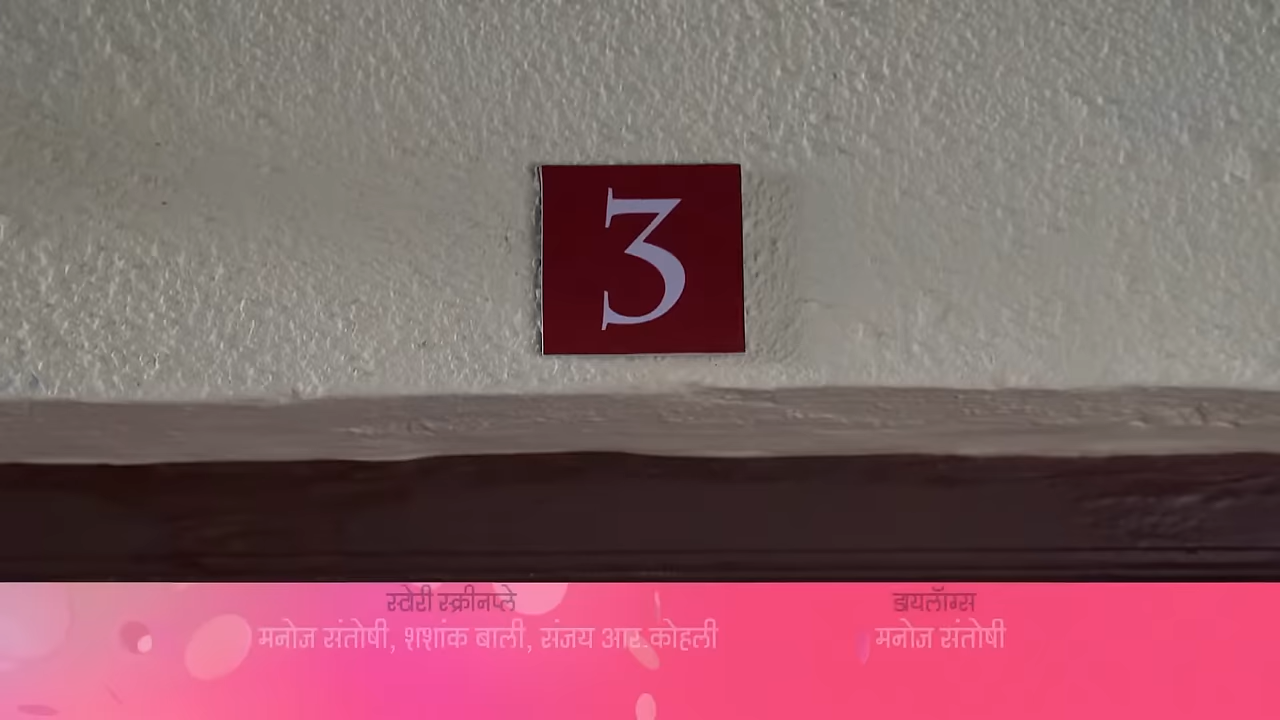 3
स्टोरी स्क्रीनप्ले
मनोज संतोषी, शशांक बाली, संजय आर.कोहली
डायलॉग्स
मनोज संतोषी